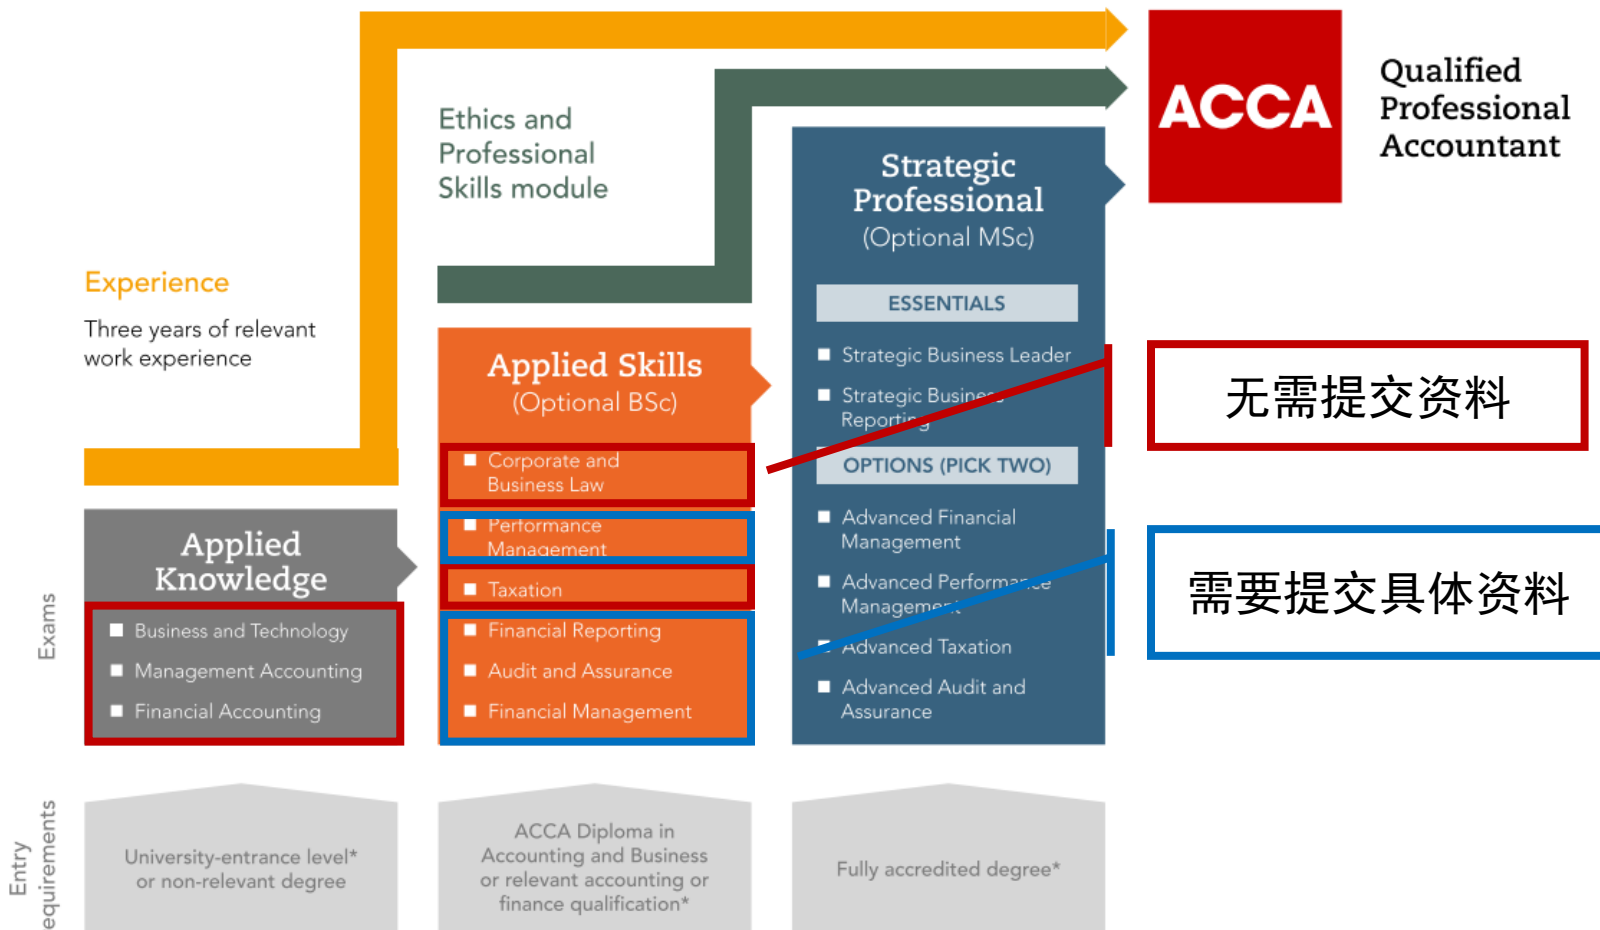 ACCA
Qualified
Professional
Accountant
Ethics and
Professional
Skills module
Experience
Three years of relevant
work experience
Strategic
Professional
(Optional MSc)
ESSENTIALS
Strategic Business Leader
Strategic Business
Reporting
OPTIONS (PICK TWO)
Advanced Financial
Management
Advanced Performance
Management
Advanced Taxation
Advanced Audit and
Assurance
Applied Skills
(Optional BSc)
Corporate and
Business Law
Performance
Management
Taxation
Financial Reporting
Audit and Assurance
Financial Management
Applied
Knowledge
Business and Technology
Management Accounting
Financial Accounting
无需提交资料
需要提交具体资料
Exams
Entry
equirements
University-entrance level*
or non-relevant degree
ACCA Diploma in
Accounting and Business
or relevant accounting or
finance qualification*
Fully accredited degree*